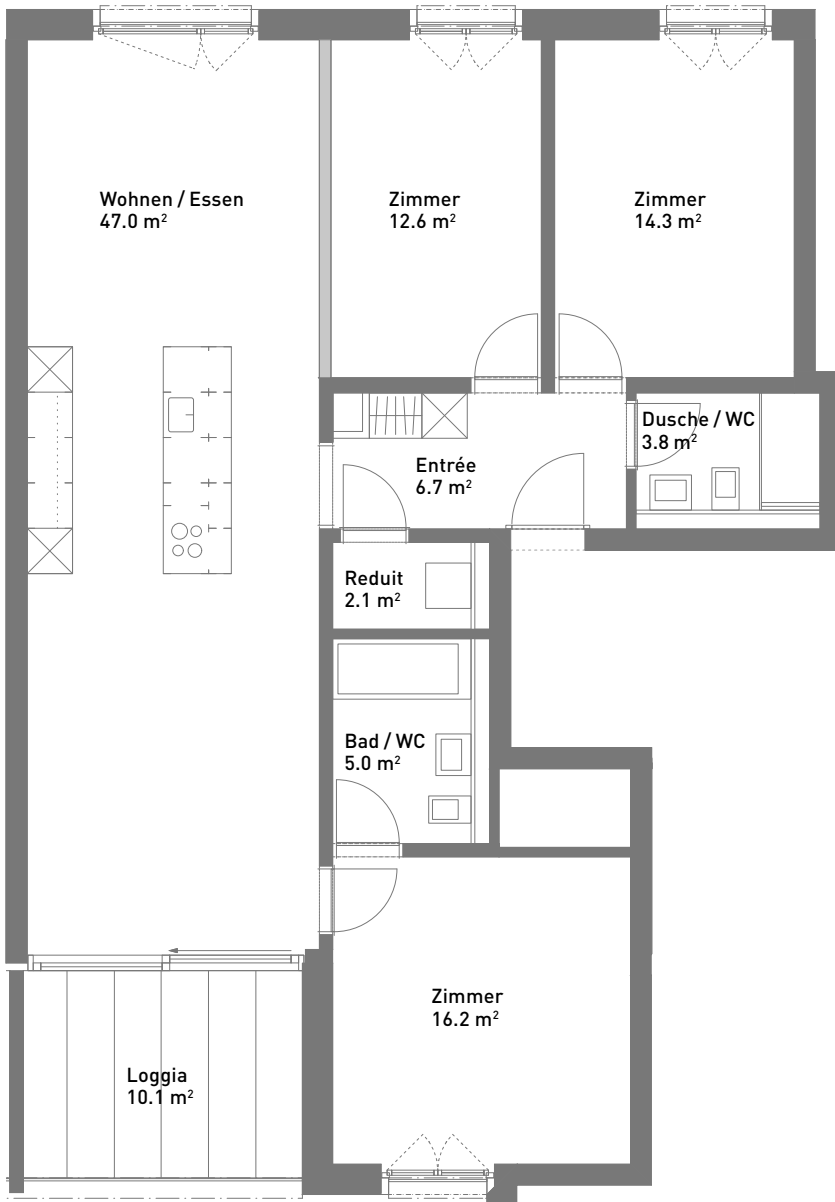 Wohnen / Essen
47.0 m²
Zimmer
12.6 m²
Zimmer
14.3 m²
Dusche / WC
3.8 m²
Entrée
6.7 m²
Reduit
2.1 m²
Bad / WC
5.0 m²
Zimmer
16.2 m²
Loggia
10.1 m²